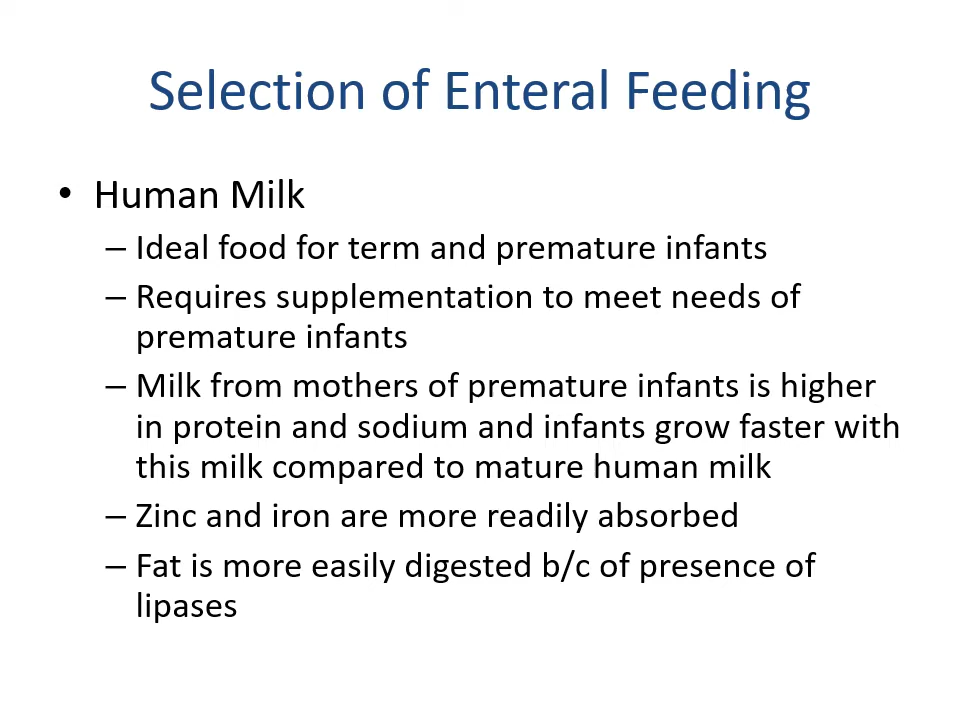 Selection of Enteral Feeding
• Human Milk
– Ideal food for term and premature infants
– Requires supplementation to meet needs of
premature infants
– Milk from mothers of premature infants is higher
in protein and sodium and infants grow faster with
this milk compared to mature human milk
– Zinc and iron are more readily absorbed
– Fat is more easily digested b/c of presence of
lipases